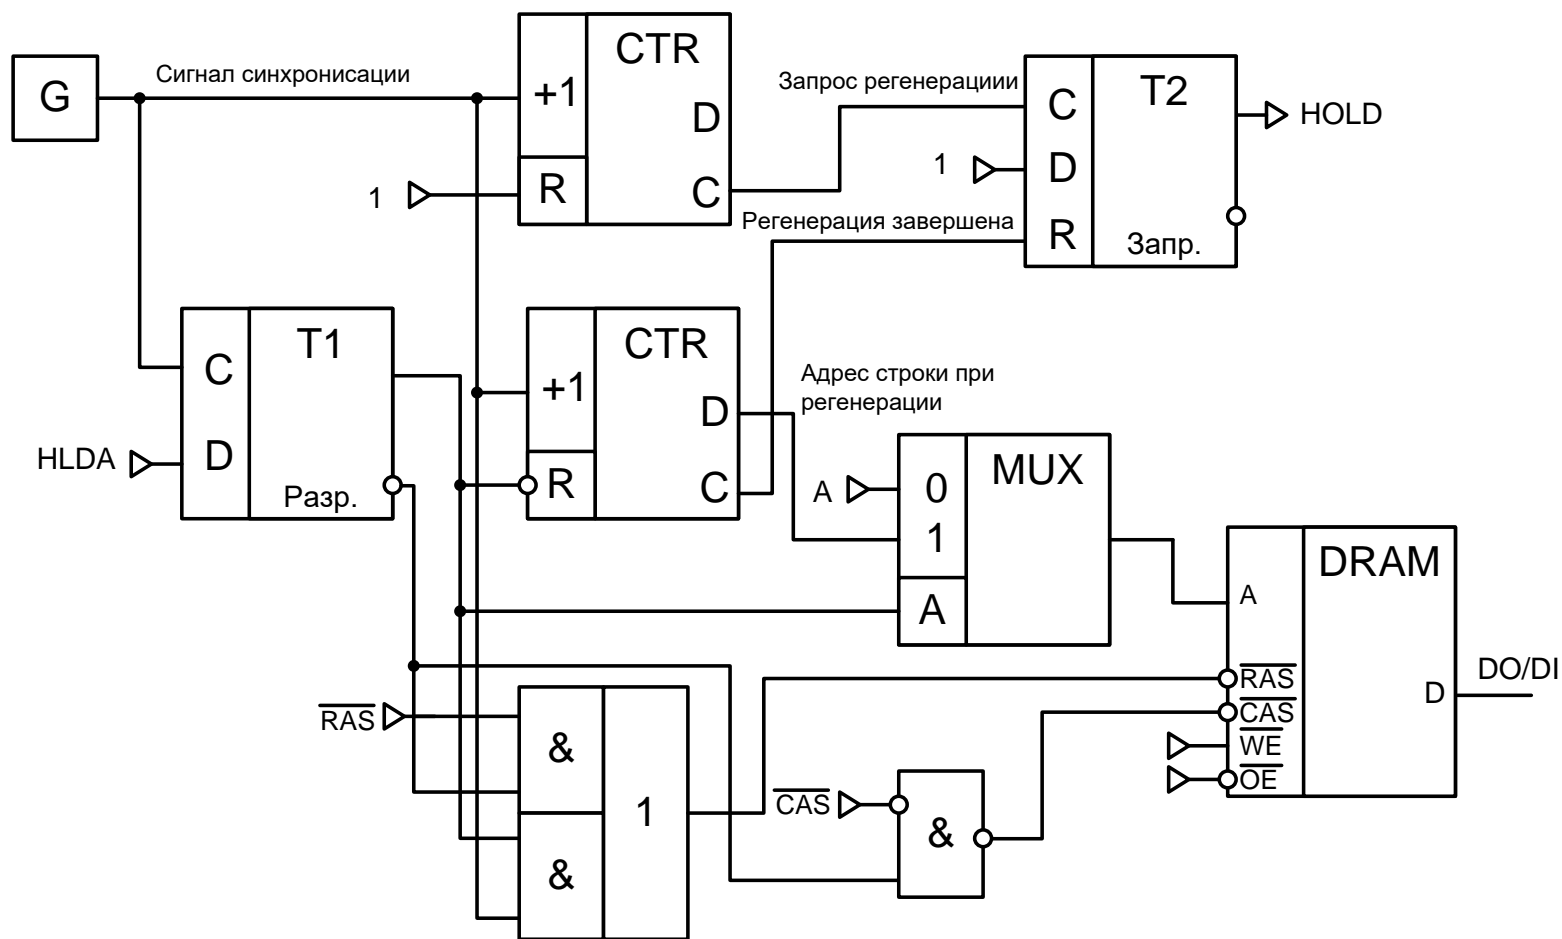 G
Сигнал синхронисации
+1
CTR
D
R
C
1
Запрос регенерациии
C
T2
D
1
R
Запр.
HOLD
Регенерация завершена
C
T1
D
Разр.
HLDA
+1
CTR
D
R
C
Адрес строки при
регенерации
A
0
MUX
1
A
DRAM
A
RAS
CAS
WE
OE
D
DO/DI
RAS
&
1
&
CAS
&